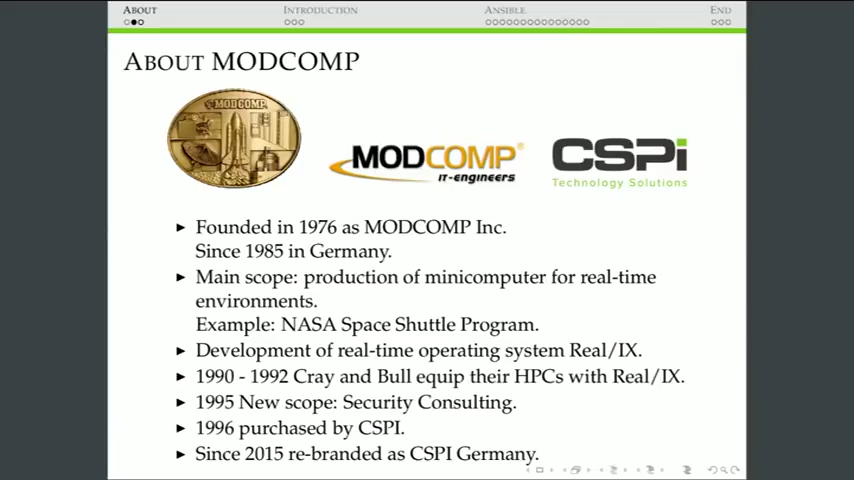 ABOUT
INTRODUCTION
ANSIBLE
END
ABOUT MODCOMP
MODCOMP
MODCOMP®
IT-ENGINEERS
CSPi
Technology Solutions
Founded in 1976 as MODCOMP Inc.
Since 1985 in Germany.
Main scope: production of minicomputer for real-time
environments.
Example: NASA Space Shuttle Program.
Development of real-time operating system Real/IX.
1990 - 1992 Cray and Bull equip their HPCs with Real/IX.
1995 New scope: Security Consulting.
1996 purchased by CSPI.
Since 2015 re-branded as CSPI Germany.